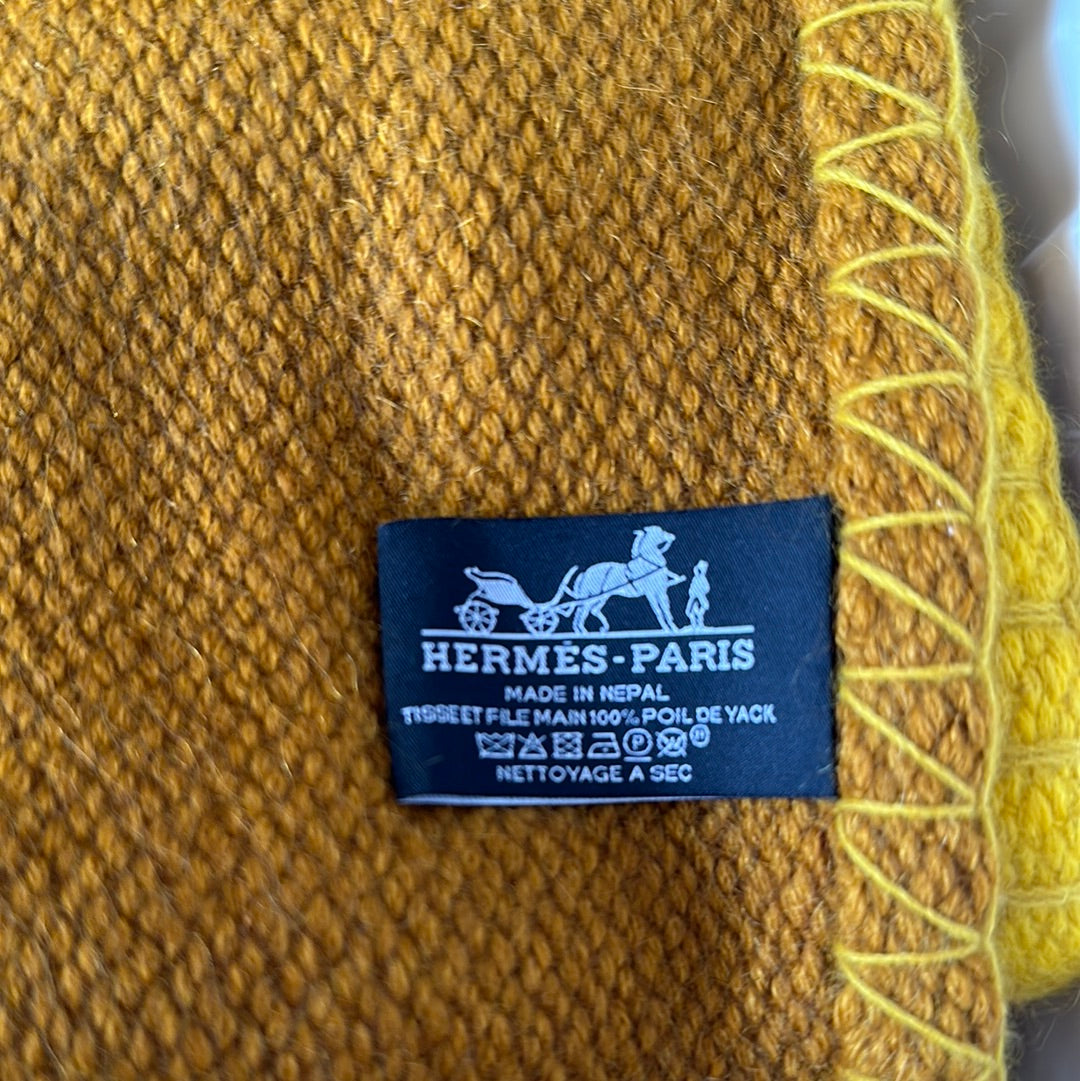 HERMÈS-PARIS
MADE IN NEPAL
TISSE ET FILE MAIN 100% POIL DE YACK
P
NETTOYAGE A SEC